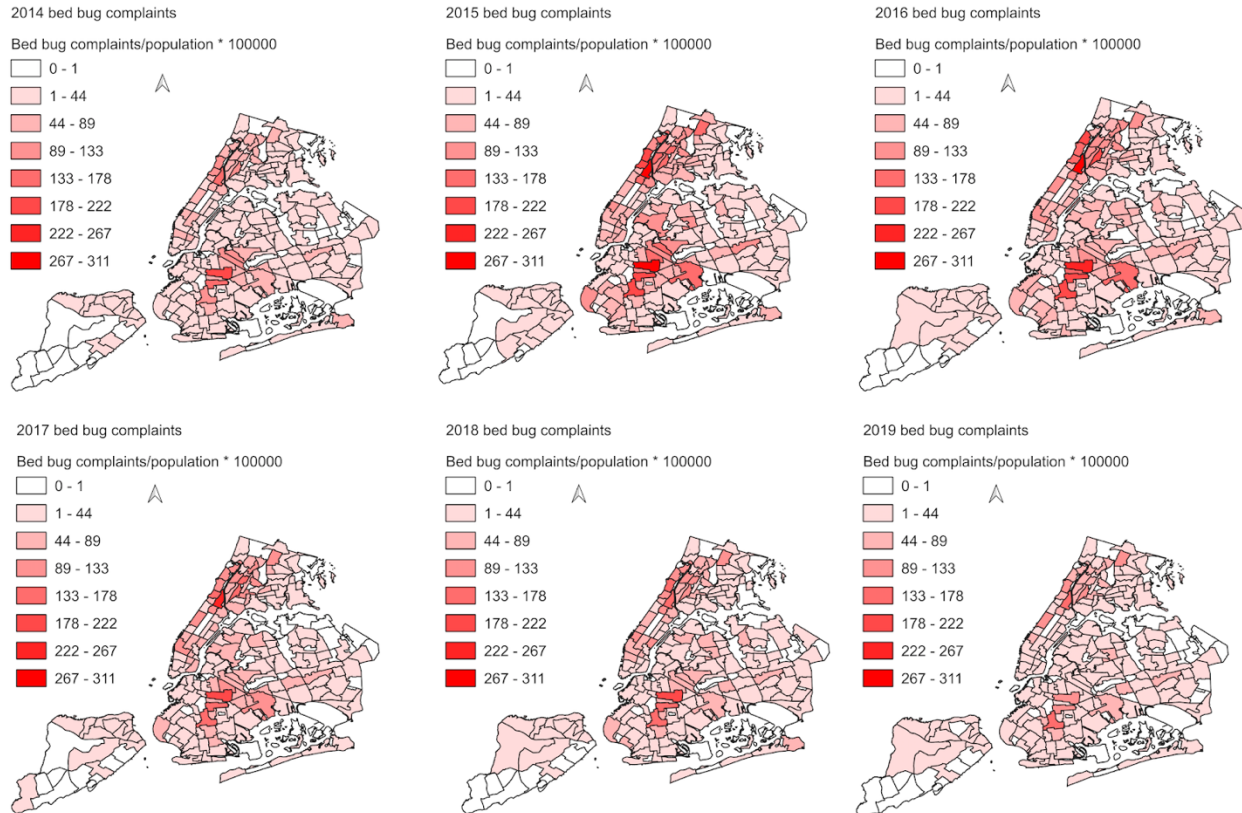 2014 bed bug complaints
Bed bug complaints/population * 100000
0 - 1
1 - 44
44 - 89
89 - 133
133 - 178
178 - 222
222 - 267
267 - 311
2015 bed bug complaints
Bed bug complaints/population * 100000
0 - 1
1 - 44
44 - 89
89 - 133
133 - 178
178 - 222
222 - 267
267 - 311
2016 bed bug complaints
Bed bug complaints/population * 100000
0 - 1
1 - 44
44 - 89
89 - 133
133 - 178
178 - 222
222 - 267
267 - 311
2017 bed bug complaints
Bed bug complaints/population * 100000
0 - 1
1 - 44
44 - 89
89 - 133
133 - 178
178 - 222
222 - 267
267 - 311
2018 bed bug complaints
Bed bug complaints/population * 100000
0 - 1
1 - 44
44 - 89
89 - 133
133 - 178
178 - 222
222 - 267
267 - 311
2019 bed bug complaints
Bed bug complaints/population * 100000
0 - 1
1 - 44
44 - 89
89 - 133
133 - 178
178 - 222
222 - 267
267 - 311